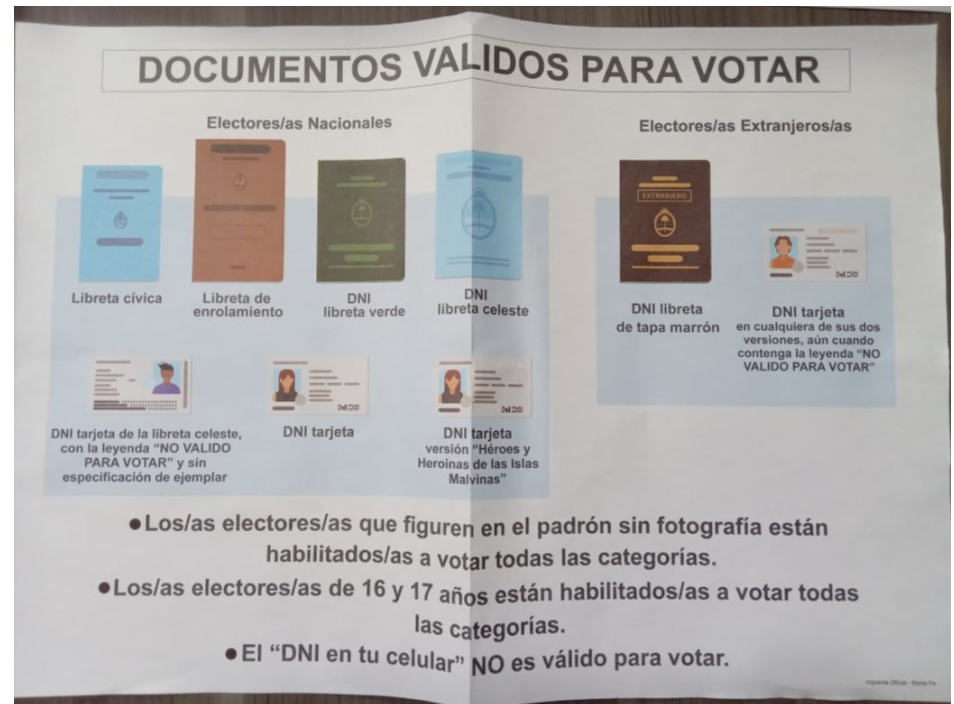 DOCUMENTOS VALIDOS PARA VOTAR
Electores/as Nacionales
Libreta cívica
Libreta de
enrolamiento
DNI
libreta verde
DNI
libreta celeste
DNI tarjeta de la libreta celeste,
con la leyenda “NO VALIDO
PARA VOTAR” y sin
especificación de ejemplar
DNI tarjeta
DNI tarjeta
versión “Héroes y
Heroinas de las Islas
Malvinas”
Electores/as Extranjeros/as
EXTRANJERO
DNI libreta
de tapa marrón
DNI tarjeta
en cualquiera de sus dos
versiones, aún cuando
contenga la leyenda “NO
VALIDO PARA VOTAR”
●Los/as electores/as que figuren en el padrón sin fotografía están
habilitados/as a votar todas las categorías.
●Los/as electores/as de 16 y 17 años están habilitados/as a votar todas
las categorías.
●El “DNI en tu celular” NO es válido para votar.
Imprenta Oficial - Santa Fe